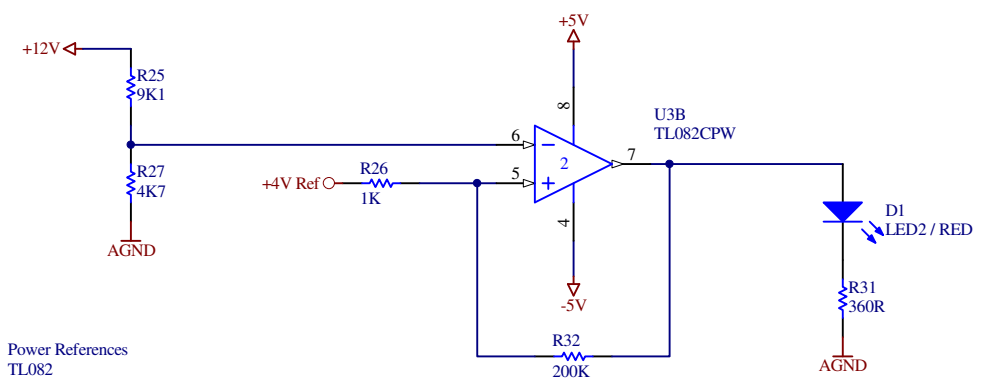 +5V
+12V
R25
9K1
8
U3B
TL082CPW
6
7
2
R27
4K7
R26
+4V Ref
1K
5
4
D1
LED2 / RED
AGND
-5V
R31
360R
R32
200K
AGND
Power References
TL082